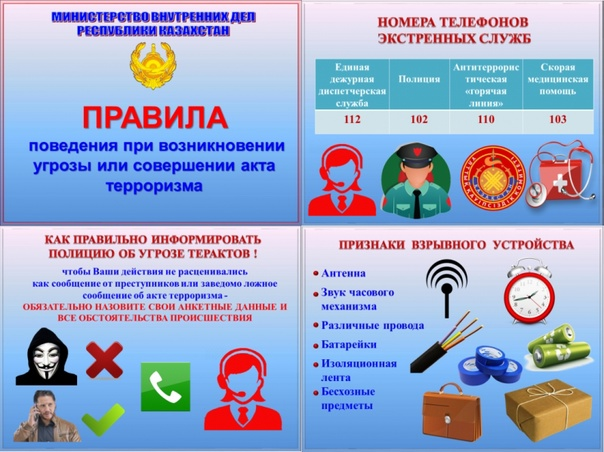 МИНИСТЕРСТВО ВНУТРЕННИХ ДЕЛ
РЕСПУБЛИКИ КАЗАХСТАН
ПРАВИЛА
поведения при возникновении
угрозы или совершении акта
терроризма
НОМЕРА ТЕЛЕФОНОВ
ЭКСТРЕННЫХ СЛУЖБ
Единая
дежурная
диспетчерская
служба
Полиция
Антитеррорис
тическая
«горячая
линия»
Скорая
медицинская
помощь
112 102 110 103
КАК ПРАВИЛЬНО ИНФОРМИРОВАТЬ
ПОЛИЦИЮ ОБ УГРОЗЕ ТЕРАКТОВ !
чтобы Ваши действия не расценивались
как сообщение от преступников или заведомо ложное
сообщение об акте терроризма -
ОБЯЗАТЕЛЬНО НАЗОВИТЕ СВОИ АНКЕТНЫЕ ДАННЫЕ И
ВСЕ ОБСТОЯТЕЛЬСТВА ПРОИСШЕСТВИЯ
ПРИЗНАКИ ВЗРЫВНОГО УСТРОЙСТВА
Антенна
Звук часового
механизма
Различные провода
Батарейки
Изоляционная
лента
Бесхозные
предметы